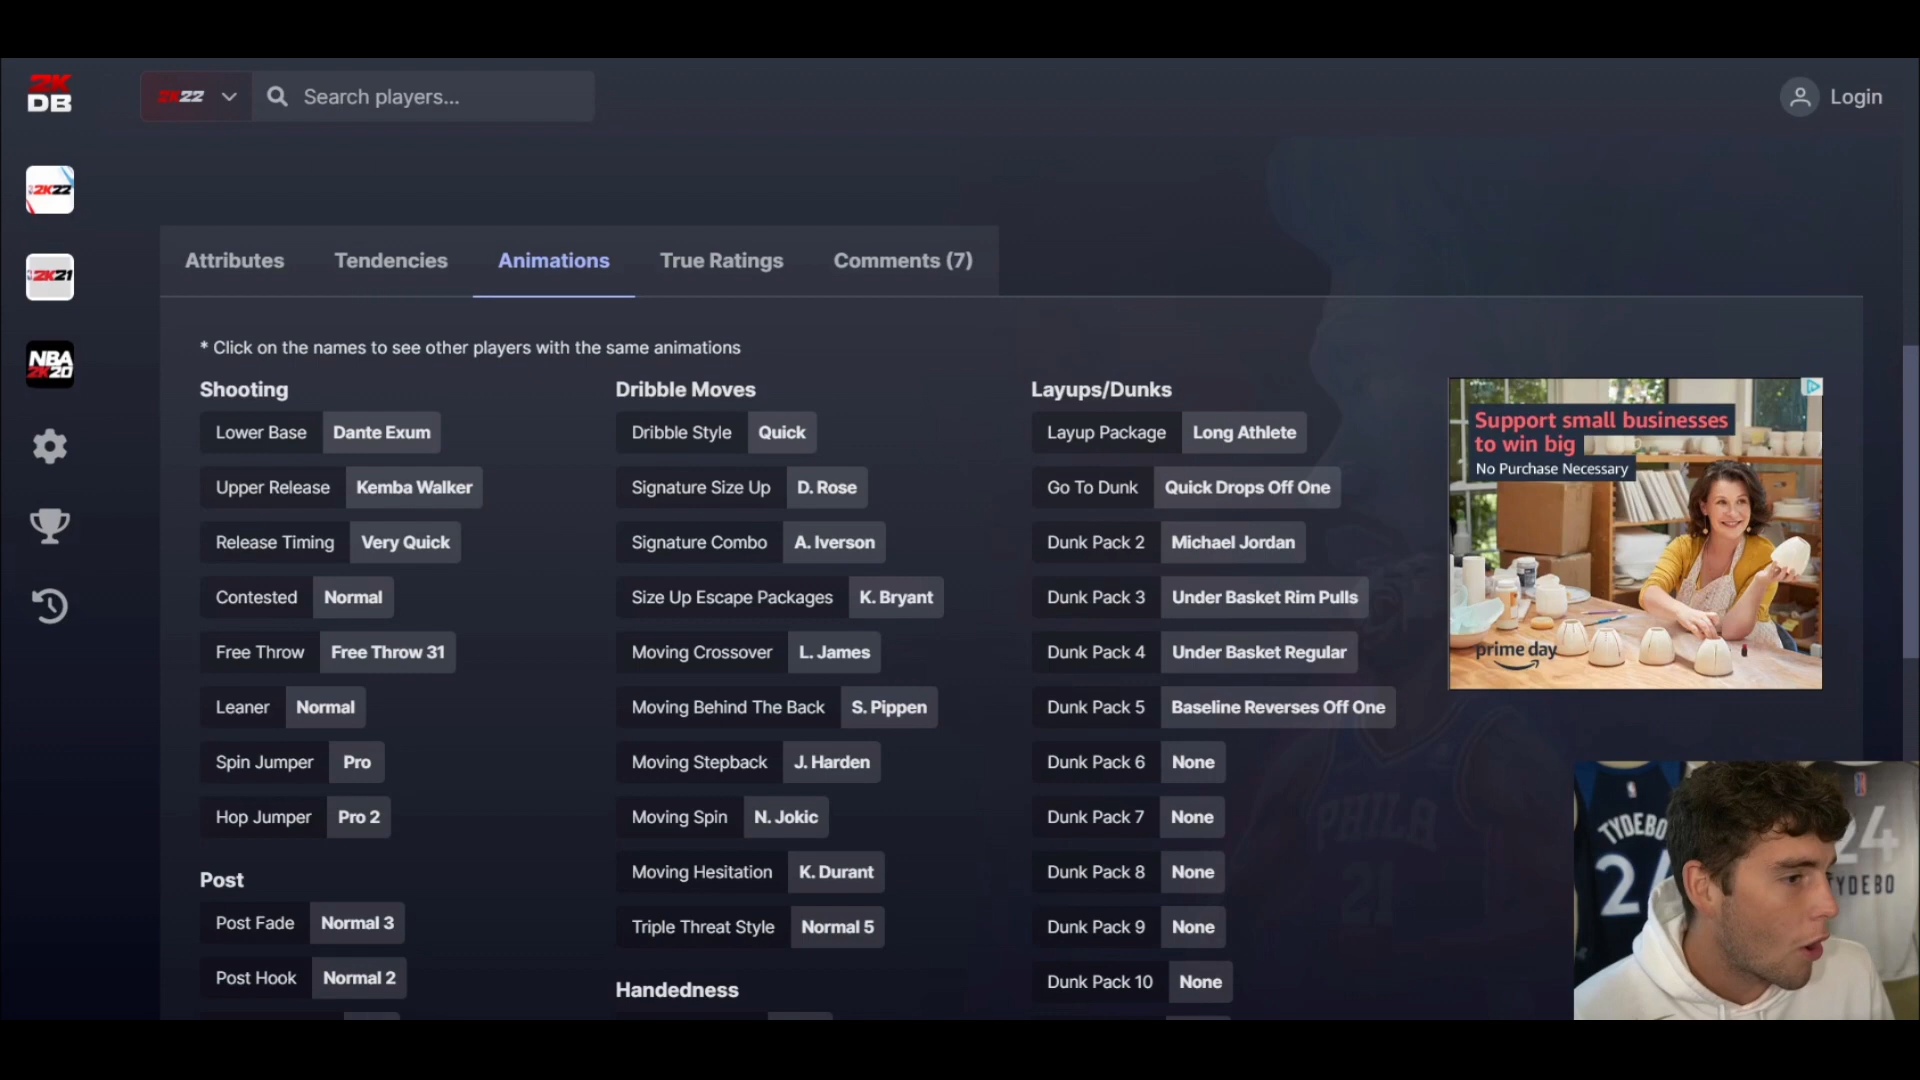 2K
DB
2K22
Search players...
Login
2K22
2K21
NBA
2K20
Attributes
Tendencies
Animations
True Ratings
Comments (7)
* Click on the names to see other players with the same animations
Shooting
Lower Base Dante Exum
Upper Release Kemba Walker
Release Timing Very Quick
Contested Normal
Free Throw Free Throw 31
Leaner Normal
Spin Jumper Pro
Hop Jumper Pro 2
Post
Post Fade Normal 3
Post Hook Normal 2
Dribble Moves
Dribble Style Quick
Signature Size Up D. Rose
Signature Combo A. Iverson
Size Up Escape Packages K. Bryant
Moving Crossover L. James
Moving Behind The Back S. Pippen
Moving Stepback J. Harden
Moving Spin N. Jokic
Moving Hesitation K. Durant
Triple Threat Style Normal 5
Handedness
Layups/Dunks
Layup Package Long Athlete
Go To Dunk Quick Drops Off One
Dunk Pack 2 Michael Jordan
Dunk Pack 3 Under Basket Rim Pulls
Dunk Pack 4 Under Basket Regular
Dunk Pack 5 Baseline Reverses Off One
Dunk Pack 6 None
Dunk Pack 7 None
Dunk Pack 8 None
Dunk Pack 9 None
Dunk Pack 10 None
Support small businesses
to win big
No Purchase Necessary
prime day
PHILA
21
TYDEBO
24
TYDEBO